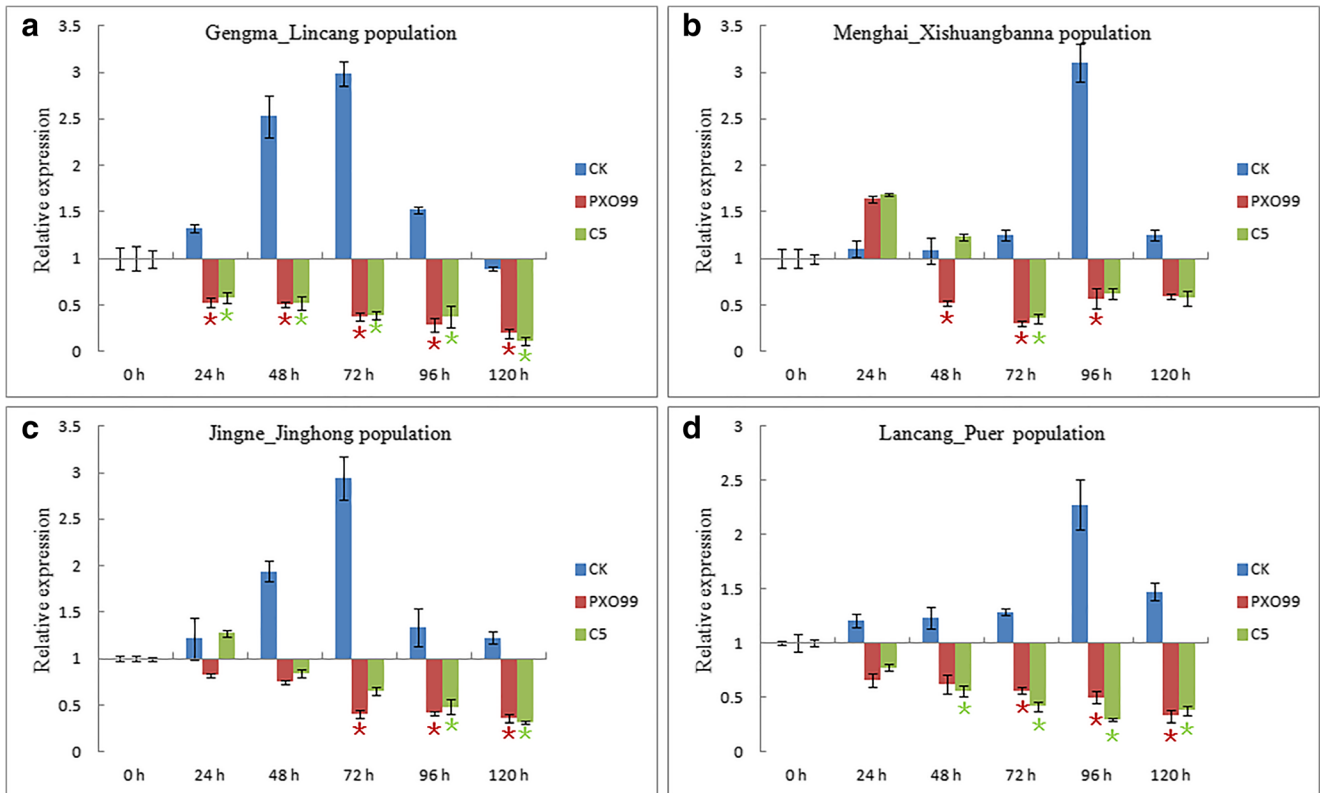 a
Gengma_Lincang population
Relative expression
3.5
3
2.5
2
1.5
1
0.5
0
0 h
24 h
48 h
72 h
96 h
120 h
CK
PXO99
C5
b
Menghai_Xishuangbanna population
Relative expression
3.5
3
2.5
2
1.5
1
0.5
0
0 h
24 h
48 h
72 h
96 h
120 h
CK
PXO99
C5
c
Jingne_Jinghong population
Relative expression
3.5
3
2.5
2
1.5
1
0.5
0
0 h
24 h
48 h
72 h
96 h
120 h
CK
PXO99
C5
d
Lancang_Puer population
Relative expression
3
2.5
2
1.5
1
0.5
0
0 h
24 h
48 h
72 h
96 h
120 h
CK
PXO99
C5